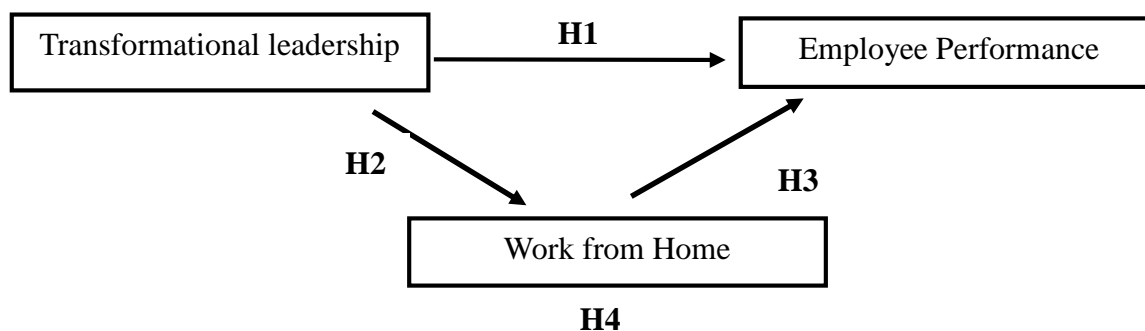 H1
Transformational leadership
Employee Performance
H2
H3
Work from Home
H4